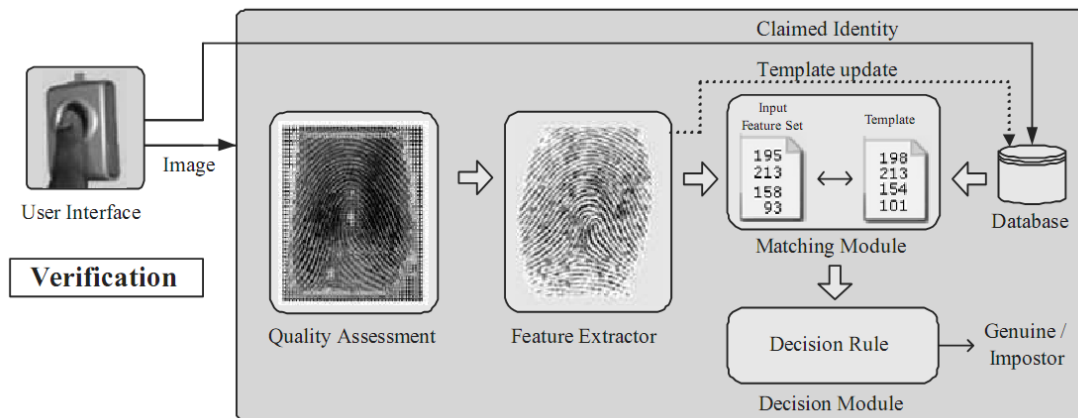 Claimed Identity
Template update
Image
User Interface
Verification
Quality Assessment
Feature Extractor
Input
Feature Set
195
213
158
93
Template
198
213
154
101
Matching Module
Database
Decision Rule
Decision Module
Genuine /
Impostor